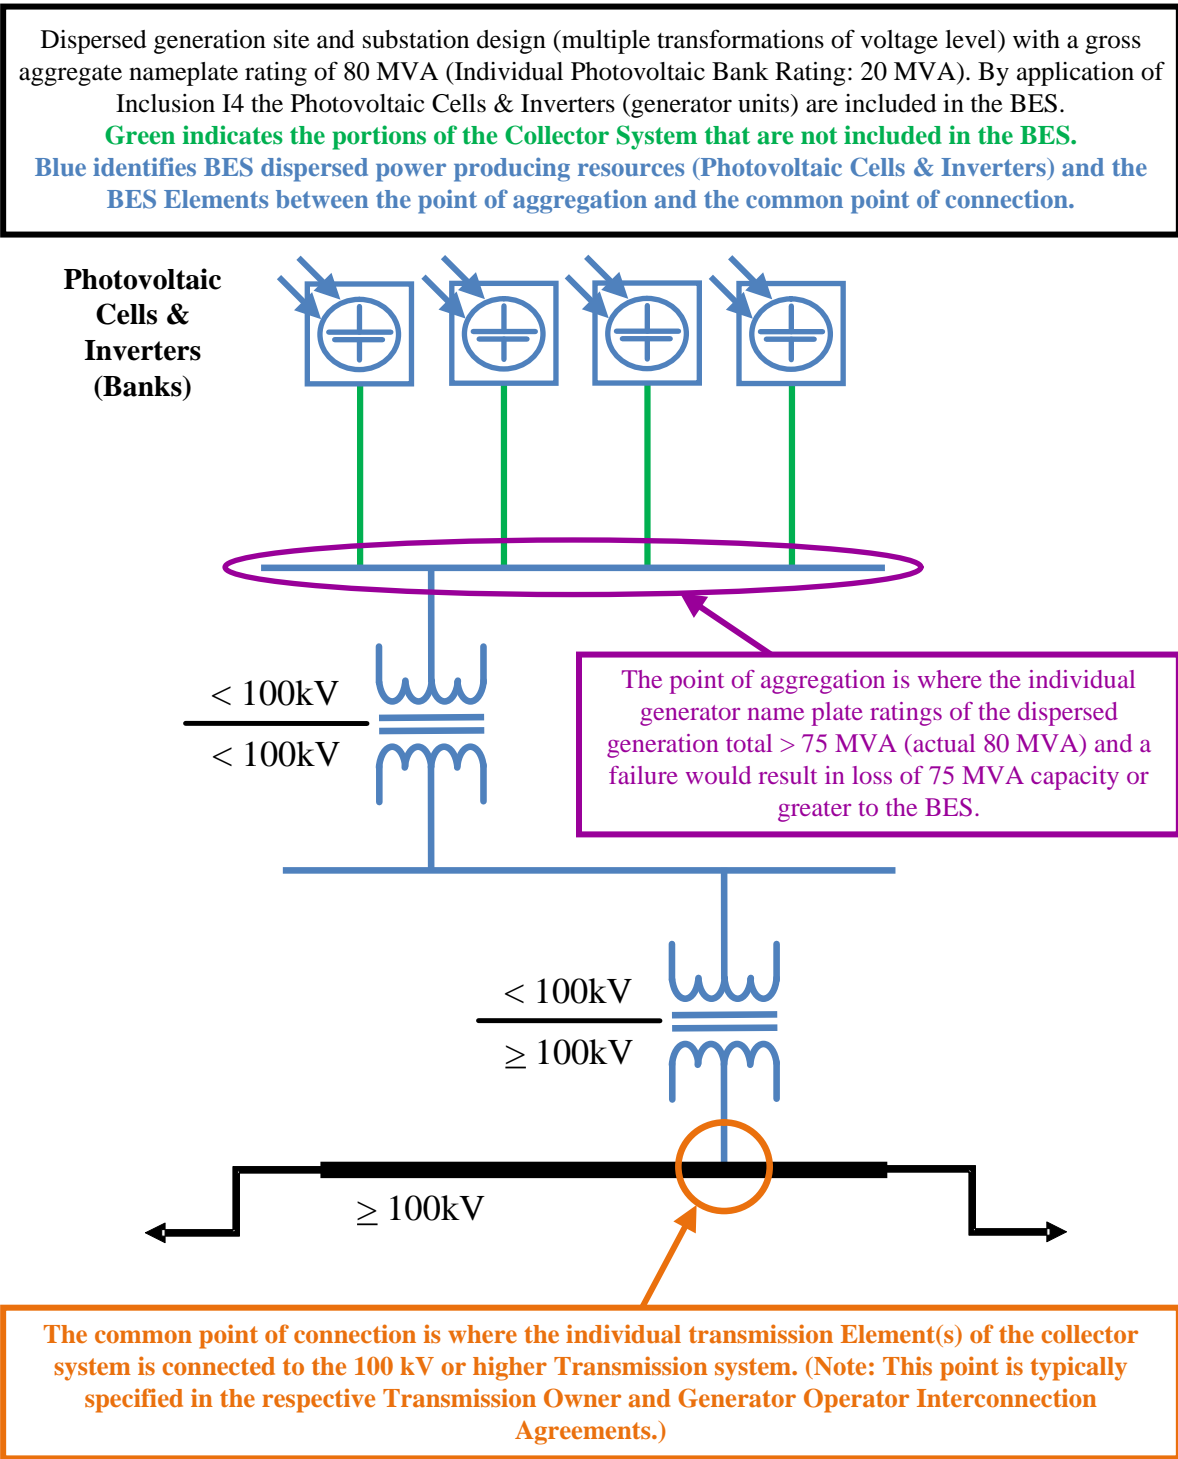 Dispersed generation site and substation design (multiple transformations of voltage level) with a gross
aggregate nameplate rating of 80 MVA (Individual Photovoltaic Bank Rating: 20 MVA). By application of
Inclusion I4 the Photovoltaic Cells & Inverters (generator units) are included in the BES.
Green indicates the portions of the Collector System that are not included in the BES.
Blue identifies BES dispersed power producing resources (Photovoltaic Cells & Inverters) and the
BES Elements between the point of aggregation and the common point of connection.
Photovoltaic
Cells &
Inverters
(Banks)
< 100kV
< 100kV
The point of aggregation is where the individual
generator name plate ratings of the dispersed
generation total > 75 MVA (actual 80 MVA) and a
failure would result in loss of 75 MVA capacity or
greater to the BES.
< 100kV
≥ 100kV
≥ 100kV
The common point of connection is where the individual transmission Element(s) of the collector
system is connected to the 100 kV or higher Transmission system. (Note: This point is typically
specified in the respective Transmission Owner and Generator Operator Interconnection
Agreements.)